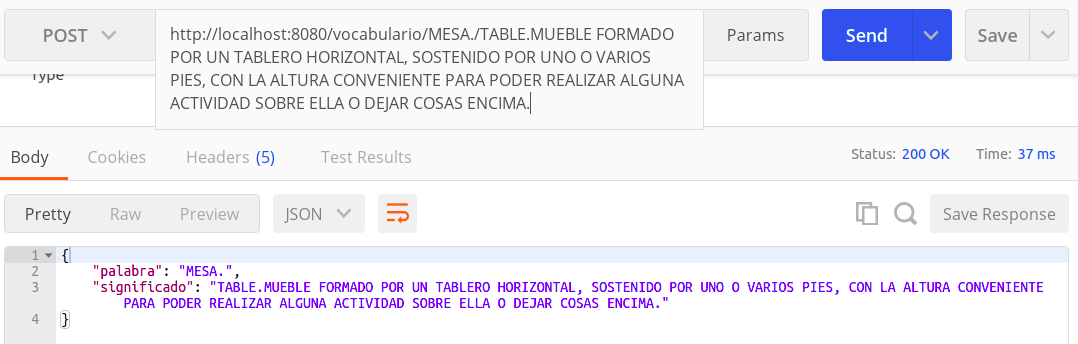 POST
http://localhost:8080/vocabulario/MESA./TABLE.MUEBLE FORMADO
POR UN TABLERO HORIZONTAL, SOSTENIDO POR UNO O VARIOS
PIES, CON LA ALTURA CONVENIENTE PARA PODER REALIZAR ALGUNA
ACTIVIDAD SOBRE ELLA O DEJAR COSAS ENCIMA.
Params
Send
Save
Type
Body Cookies Headers (5) Test Results Status: 200 OK Time: 37 ms
Pretty Raw Preview JSON Save Response
1 {
2 "palabra": "MESA.",
3 "significado": "TABLE.MUEBLE FORMADO POR UN TABLERO HORIZONTAL, SOSTENIDO POR UNO O VARIOS PIES, CON LA ALTURA CONVENIENTE
PARA PODER REALIZAR ALGUNA ACTIVIDAD SOBRE ELLA O DEJAR COSAS ENCIMA."
4 }